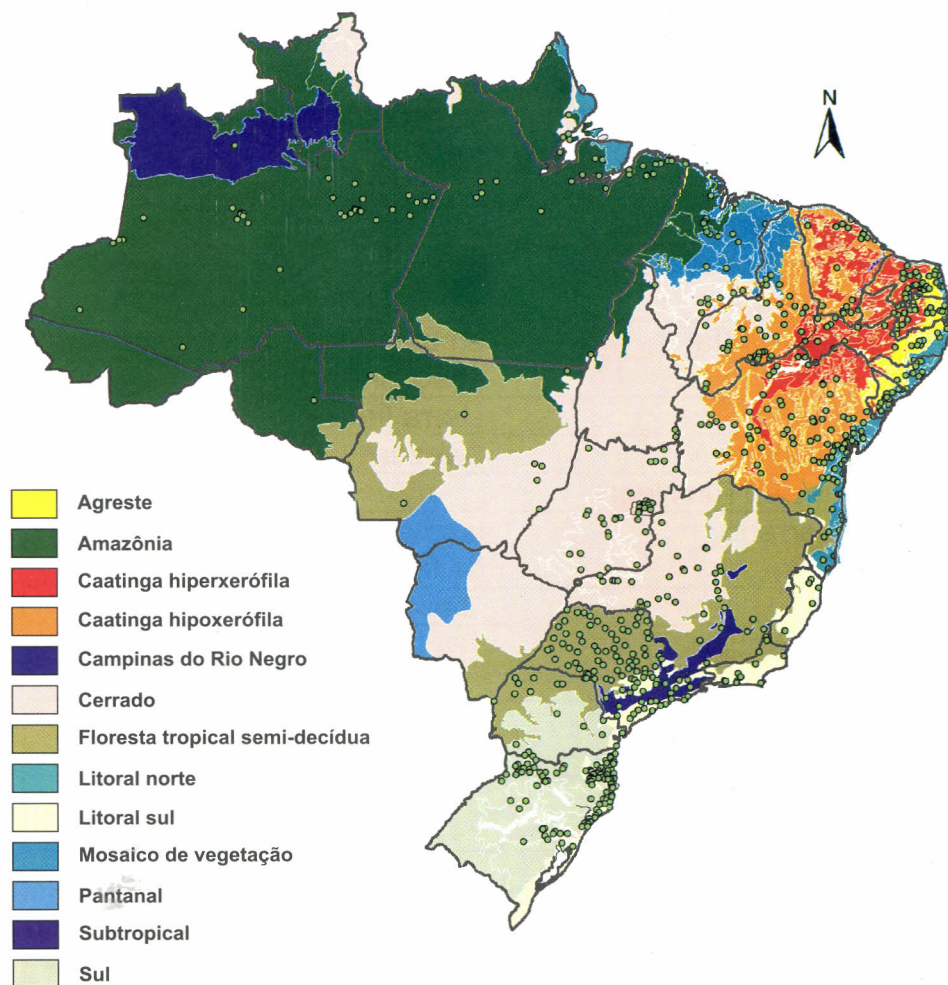 N
Agreste
Amazônia
Caatinga hiperxerófila
Caatinga hipoxerófila
Campinas do Rio Negro
Cerrado
Floresta tropical semi-decídua
Litoral norte
Litoral sul
Mosaico de vegetação
Pantanal
Subtropical
Sul